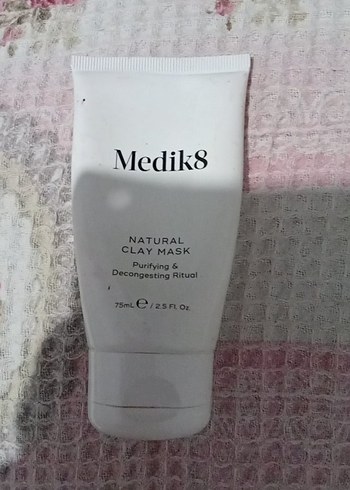 Medik8
NATURAL
CLAY MASK
Purifying &
Decongesting Ritual
75mL ℮ / 2.5 Fl. Oz.